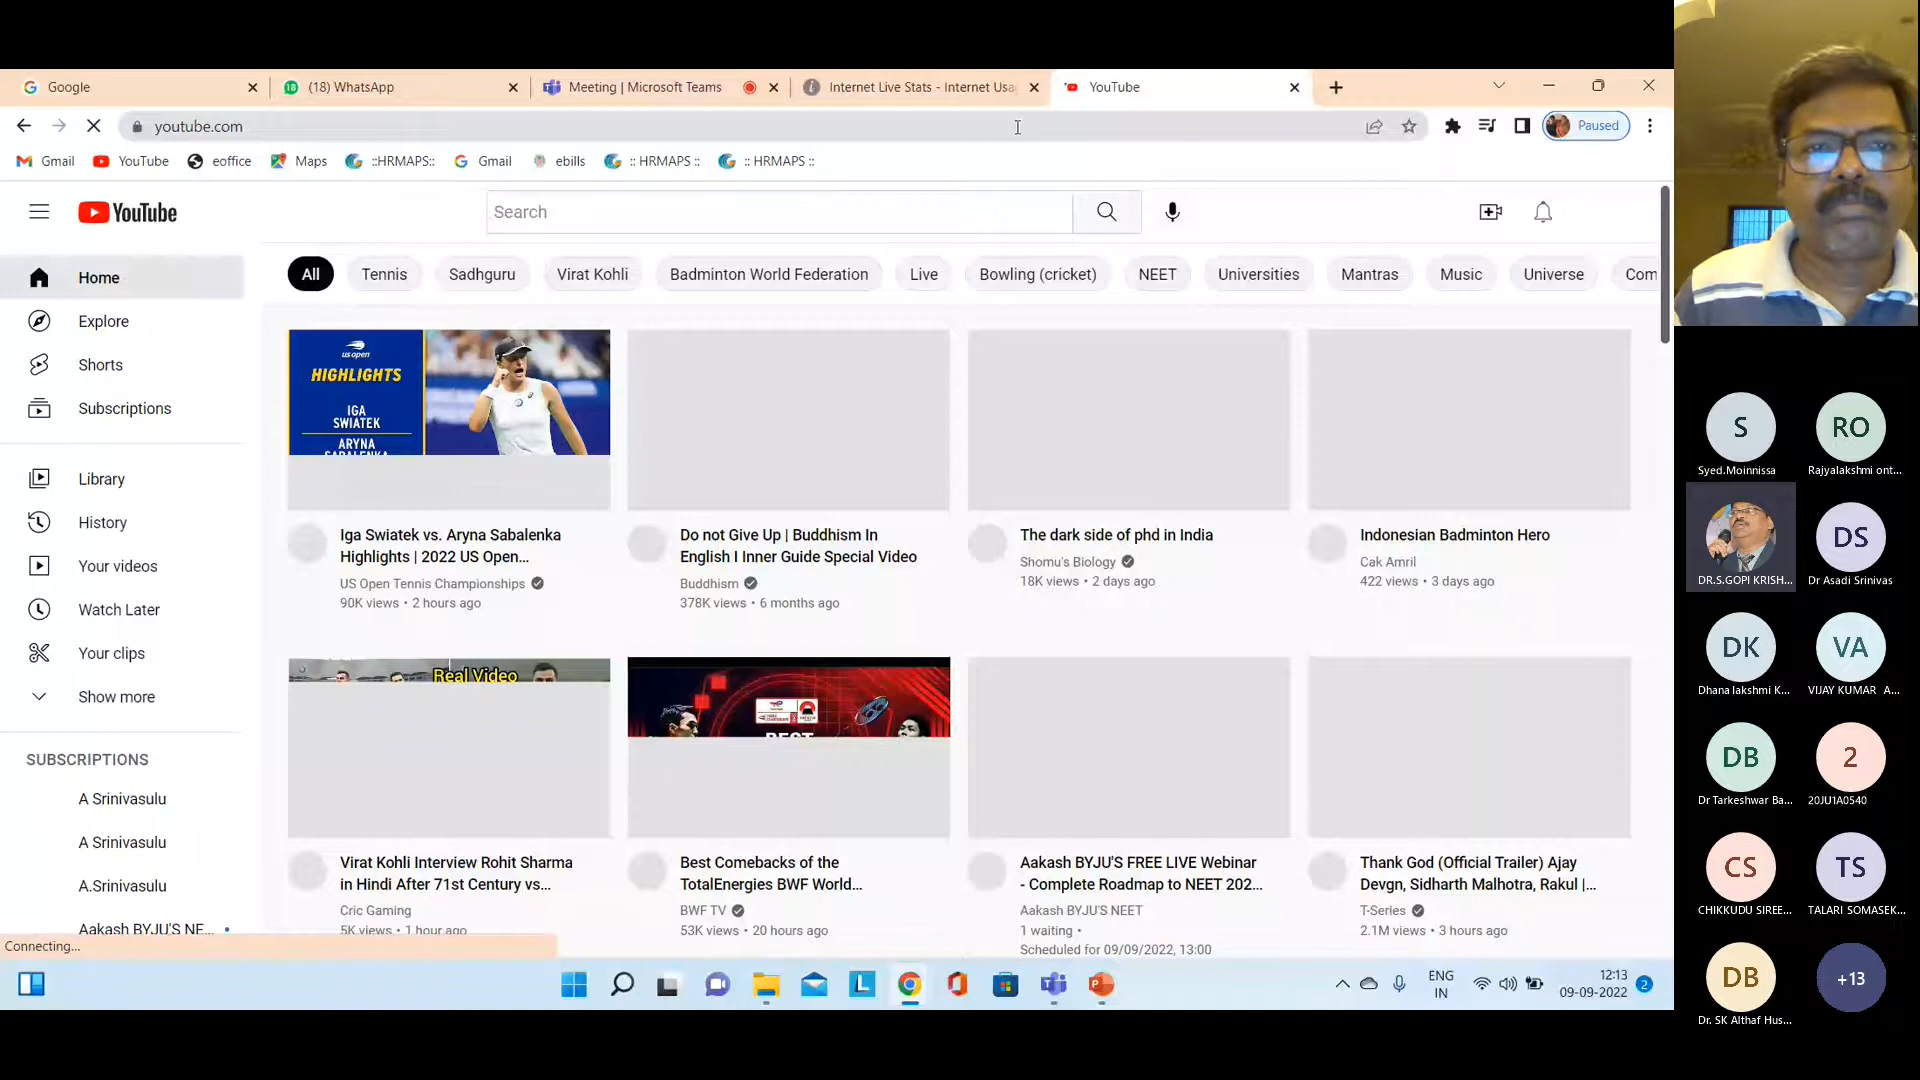 Google
(18) WhatsApp
Meeting | Microsoft Teams
Internet Live Stats - Internet Usa
YouTube
youtube.com
Paused
Gmail
YouTube
eoffice
Maps
::HRMAPS::
Gmail
ebills
:: HRMAPS ::
:: HRMAPS ::
YouTube
Search
Home
Explore
Shorts
Subscriptions
Library
History
Your videos
Watch Later
Your clips
Show more
SUBSCRIPTIONS
A Srinivasulu
A Srinivasulu
A.Srinivasulu
Aakash BYJU'S NE...
Connecting...
All
Tennis
Sadhguru
Virat Kohli
Badminton World Federation
Live
Bowling (cricket)
NEET
Universities
Mantras
Music
Universe
Com
us open
HIGHLIGHTS
IGA
SWIATEK
ARYNA
SABALENKA
Iga Swiatek vs. Aryna Sabalenka
Highlights | 2022 US Open...
US Open Tennis Championships
90K views • 2 hours ago
Do not Give Up | Buddhism In
English I Inner Guide Special Video
Buddhism
378K views • 6 months ago
The dark side of phd in India
Shomu's Biology
18K views • 2 days ago
Indonesian Badminton Hero
Cak Amril
422 views • 3 days ago
Real Video
Virat Kohli Interview Rohit Sharma
in Hindi After 71st Century vs...
Cric Gaming
5K views • 1 hour ago
BEST
Best Comebacks of the
TotalEnergies BWF World...
BWF TV
53K views • 20 hours ago
Aakash BYJU'S FREE LIVE Webinar
- Complete Roadmap to NEET 202...
Aakash BYJU'S NEET
1 waiting •
Scheduled for 09/09/2022, 13:00
Thank God (Official Trailer) Ajay
Devgn, Sidharth Malhotra, Rakul |...
T-Series
2.1M views • 3 hours ago
ENG
IN
12:13
09-09-2022
2
S
Syed.Moinnissa
RO
Rajyalakshmi ont...
DR.S.GOPI KRISH...
DS
Dr Asadi Srinivas
DK
Dhana lakshmi K...
VA
VIJAY KUMAR A...
DB
Dr Tarkeshwar Ba...
2
20JU1A0540
CS
CHIKKUDU SIREE...
TS
TALARI SOMASEK...
DB
Dr. SK Althaf Hus...
+13